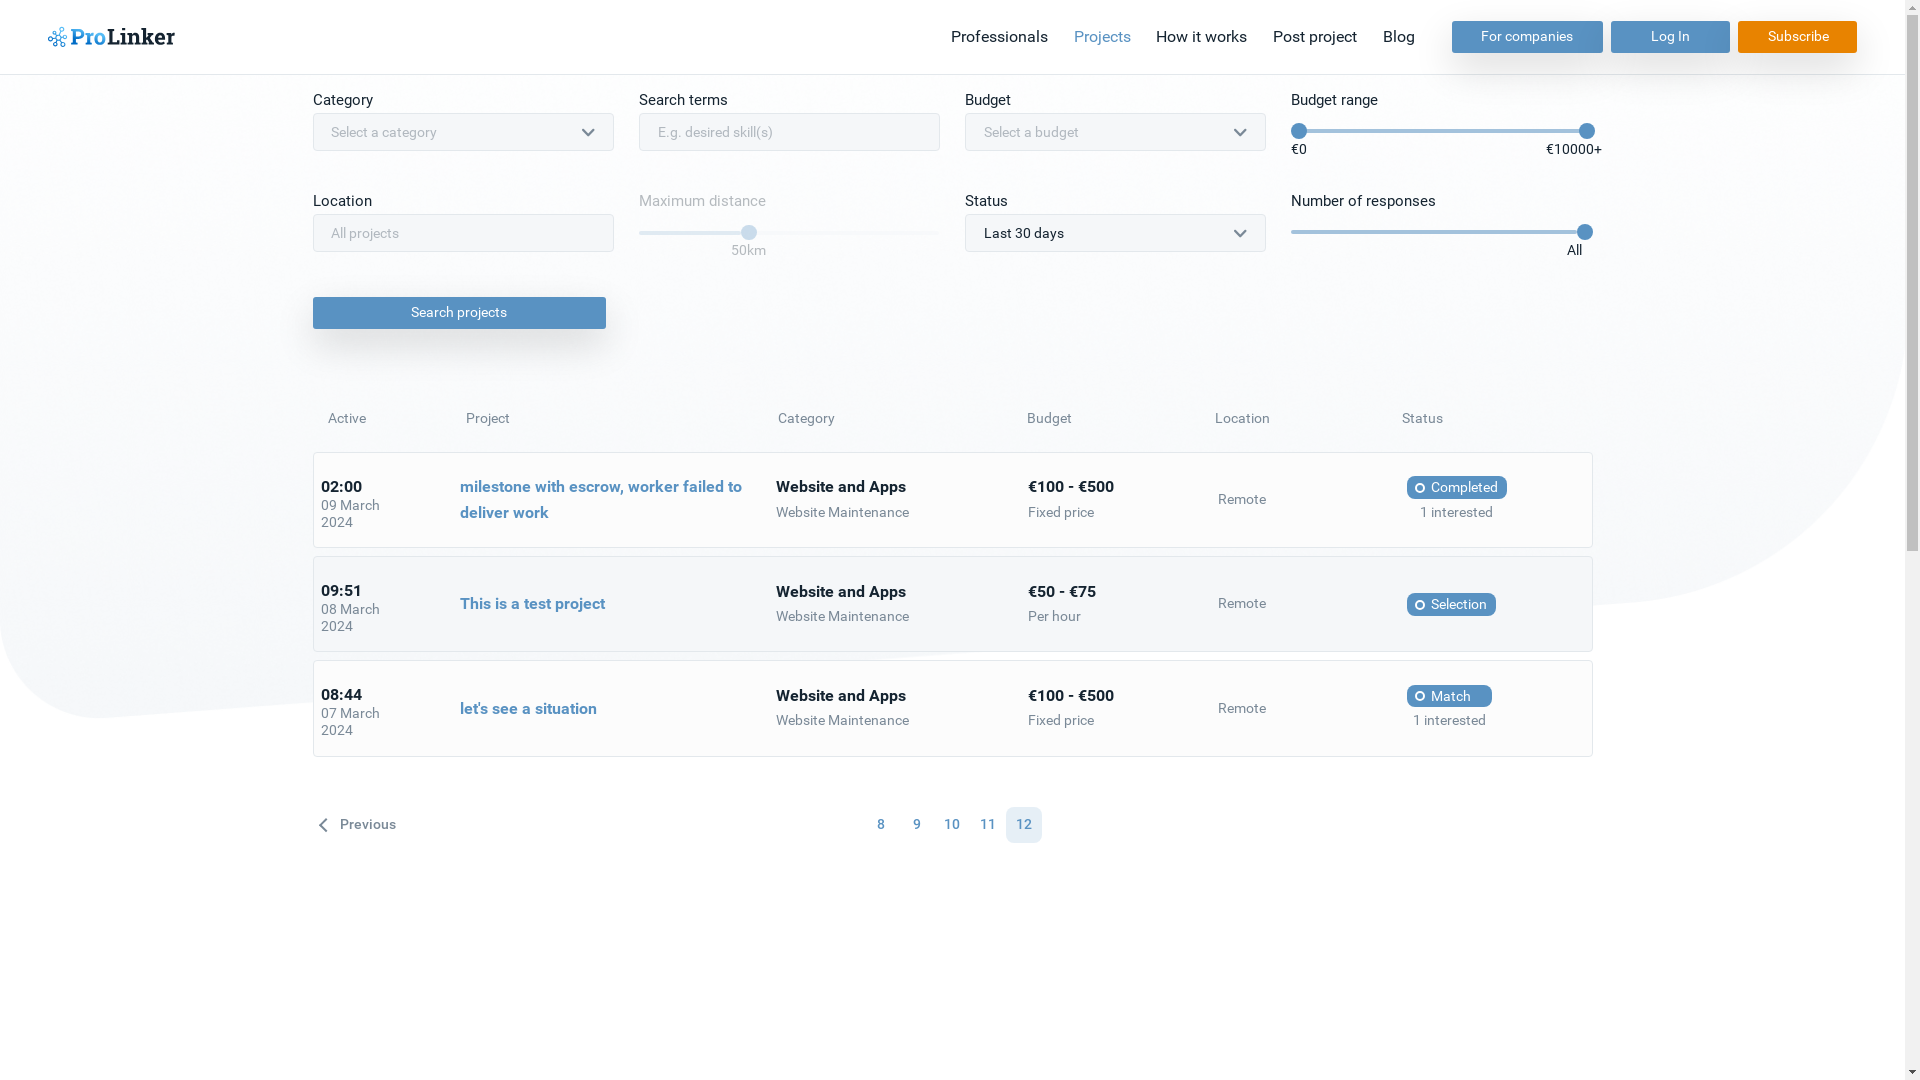 ProLinker
Professionals Projects How it works Post project Blog For companies Log In Subscribe
Category Search terms Budget Budget range
Select a category E.g. desired skill(s) Select a budget
€0 €10000+
Location Maximum distance Status Number of responses
All projects Last 30 days
50km All
Search projects
Active Project Category Budget Location Status
02:00
09 March
2024
milestone with escrow, worker failed to
deliver work
Website and Apps
Website Maintenance
€100 - €500
Fixed price
Remote
Completed
1 interested
09:51
08 March
2024
This is a test project
Website and Apps
Website Maintenance
€50 - €75
Per hour
Remote
Selection
08:44
07 March
2024
let's see a situation
Website and Apps
Website Maintenance
€100 - €500
Fixed price
Remote
Match
1 interested
Previous 8 9 10 11 12